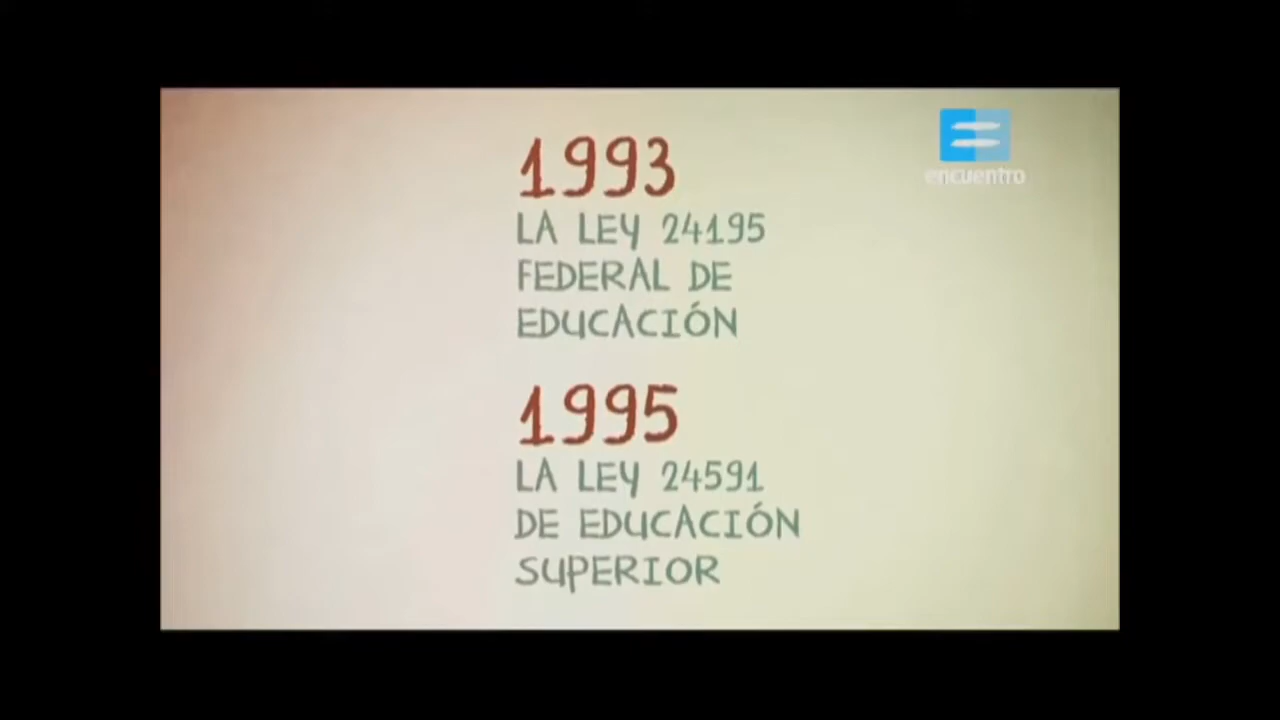 1993
LA LEY 24195
FEDERAL DE
EDUCACIÓN
1995
LA LEY 24591
DE EDUCACIÓN
SUPERIOR
encuentro